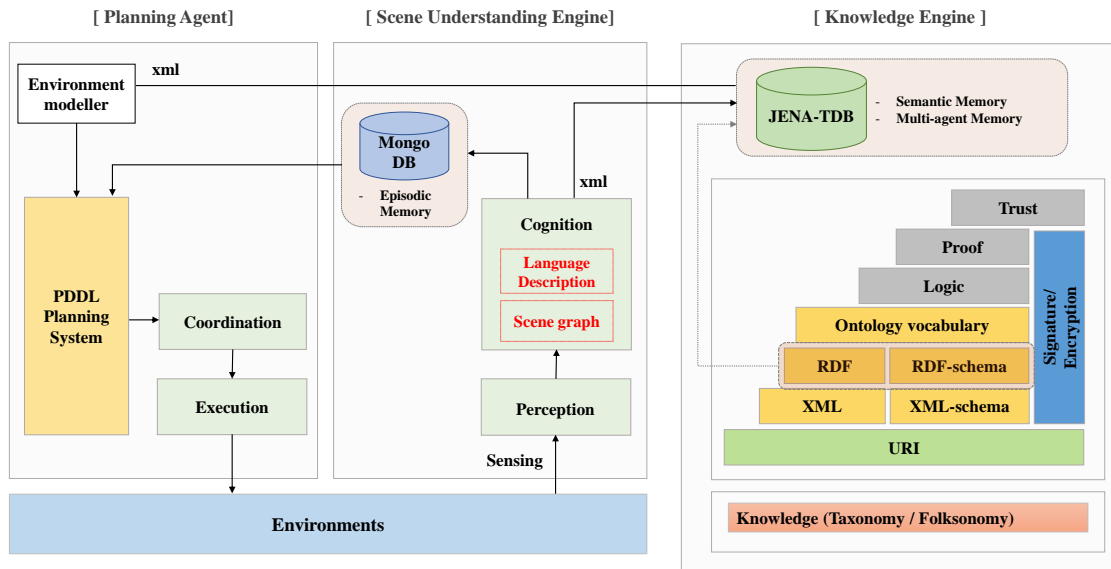 [ Planning Agent]
[ Scene Understanding Engine]
[ Knowledge Engine ]
Environment
modeller
xml
JENA-TDB
- Semantic Memory
- Multi-agent Memory
Mongo
DB
- Episodic
Memory
xml
Cognition
Language
Description
Scene graph
PDDL
Planning
System
Coordination
Execution
Perception
Sensing
Environments
Trust
Proof
Logic
Ontology vocabulary
RDF
RDF-schema
XML
XML-schema
Signature/
Encryption
URI
Knowledge (Taxonomy / Folksonomy)